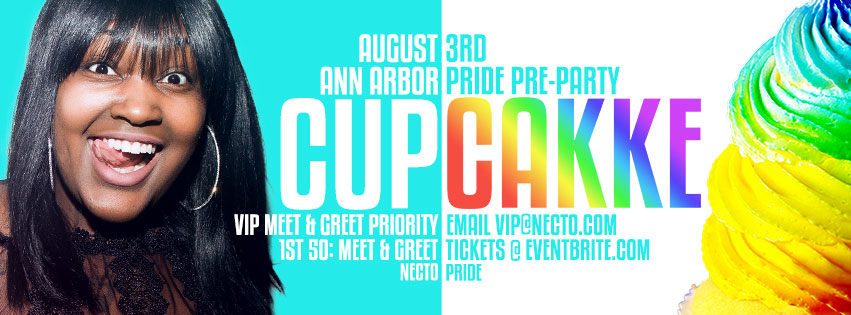 AUGUST 3RD
ANN ARBOR PRIDE PRE-PARTY
CUPCAKKE
VIP MEET & GREET PRIORITY EMAIL VIP@NECTO.COM
1ST 50: MEET & GREET TICKETS @ EVENTBRITE.COM
NECTO PRIDE